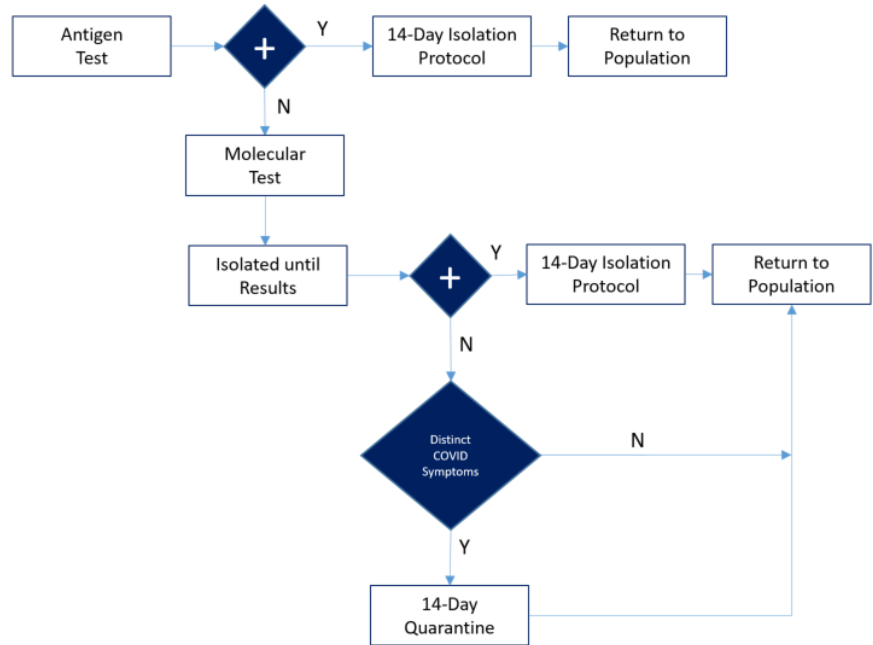 Antigen
Test
+
Y
14-Day Isolation
Protocol
Return to
Population
N
Molecular
Test
Isolated until
Results
+
Y
14-Day Isolation
Protocol
Return to
Population
N
Distinct
COVID
Symptoms
N
Y
14-Day
Quarantine